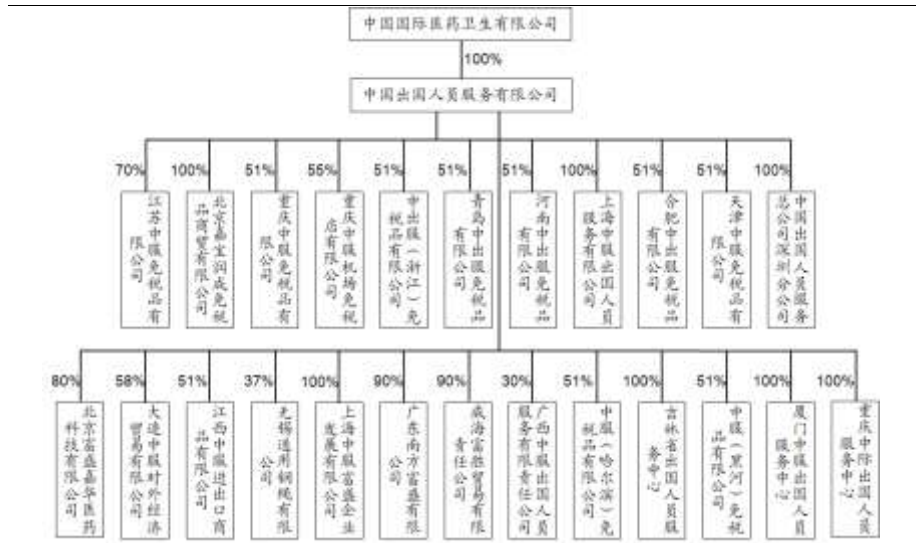 中国国际医药卫生有限公司
100%
中国出国人员服务有限公司
70%
100%
51%
55%
51%
51%
51%
100%
51%
51%
100%
江苏中服免税品有
限公司
北京嘉宝润成免税
品商贸有限公司
重庆中服免税品有
限公司
重庆中服机场免税
店有限公司
中出服（浙江）免
税品有限公司
青岛中出服免税品
有限公司
河南中出服免税品
有限公司
上海中服出国人员
服务有限公司
合肥中出服免税品
有限公司
天津中服免税品有
限公司
中国出国人员服务
总公司深圳分公司
80%
58%
51%
37%
100%
90%
90%
30%
51%
100%
51%
100%
100%
北京富盛嘉华医药
科技有限公司
大连中服对外经济
贸易有限公司
江西中服进出口商
品有限公司
无锡通用钢绳有限
公司
上海中服富盛企业
发展有限公司
广东南方富盛有限
公司
威海富胜贸易有限
责任公司
广西中服出国人员
服务有限责任公司
中服（哈尔滨）免
税品有限公司
吉林省出国人员服
务中心
中服（黑河）免税
品有限公司
厦门中服出国人员
服务中心
重庆中际出国人员
服务中心